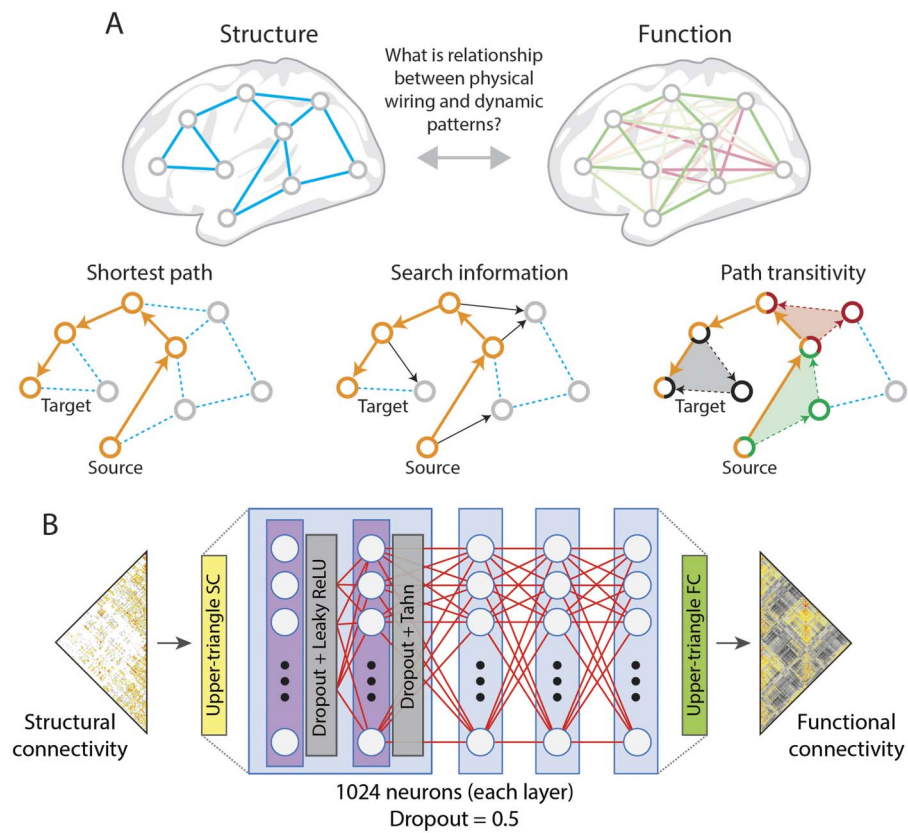 A
Structure
Function
What is relationship
between physical
wiring and dynamic
patterns?
Shortest path
Search information
Path transitivity
Target
Source
Target
Source
Target
Source
B
Upper-triangle SC
Dropout + Leaky ReLU
Dropout + Tahn
Upper-triangle FC
Structural
connectivity
Functional
connectivity
1024 neurons (each layer)
Dropout = 0.5